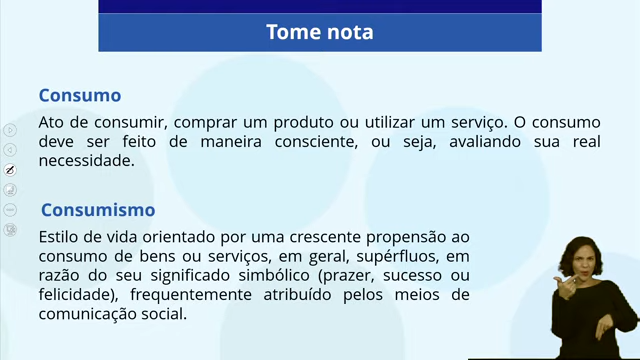 Tome nota
Consumo
Ato de consumir, comprar um produto ou utilizar um serviço. O consumo
deve ser feito de maneira consciente, ou seja, avaliando sua real
necessidade.
Consumismo
Estilo de vida orientado por uma crescente propensão ao
consumo de bens ou serviços, em geral, supérfluos, em
razão do seu significado simbólico (prazer, sucesso ou
felicidade), frequentemente atribuído pelos meios de
comunicação social.